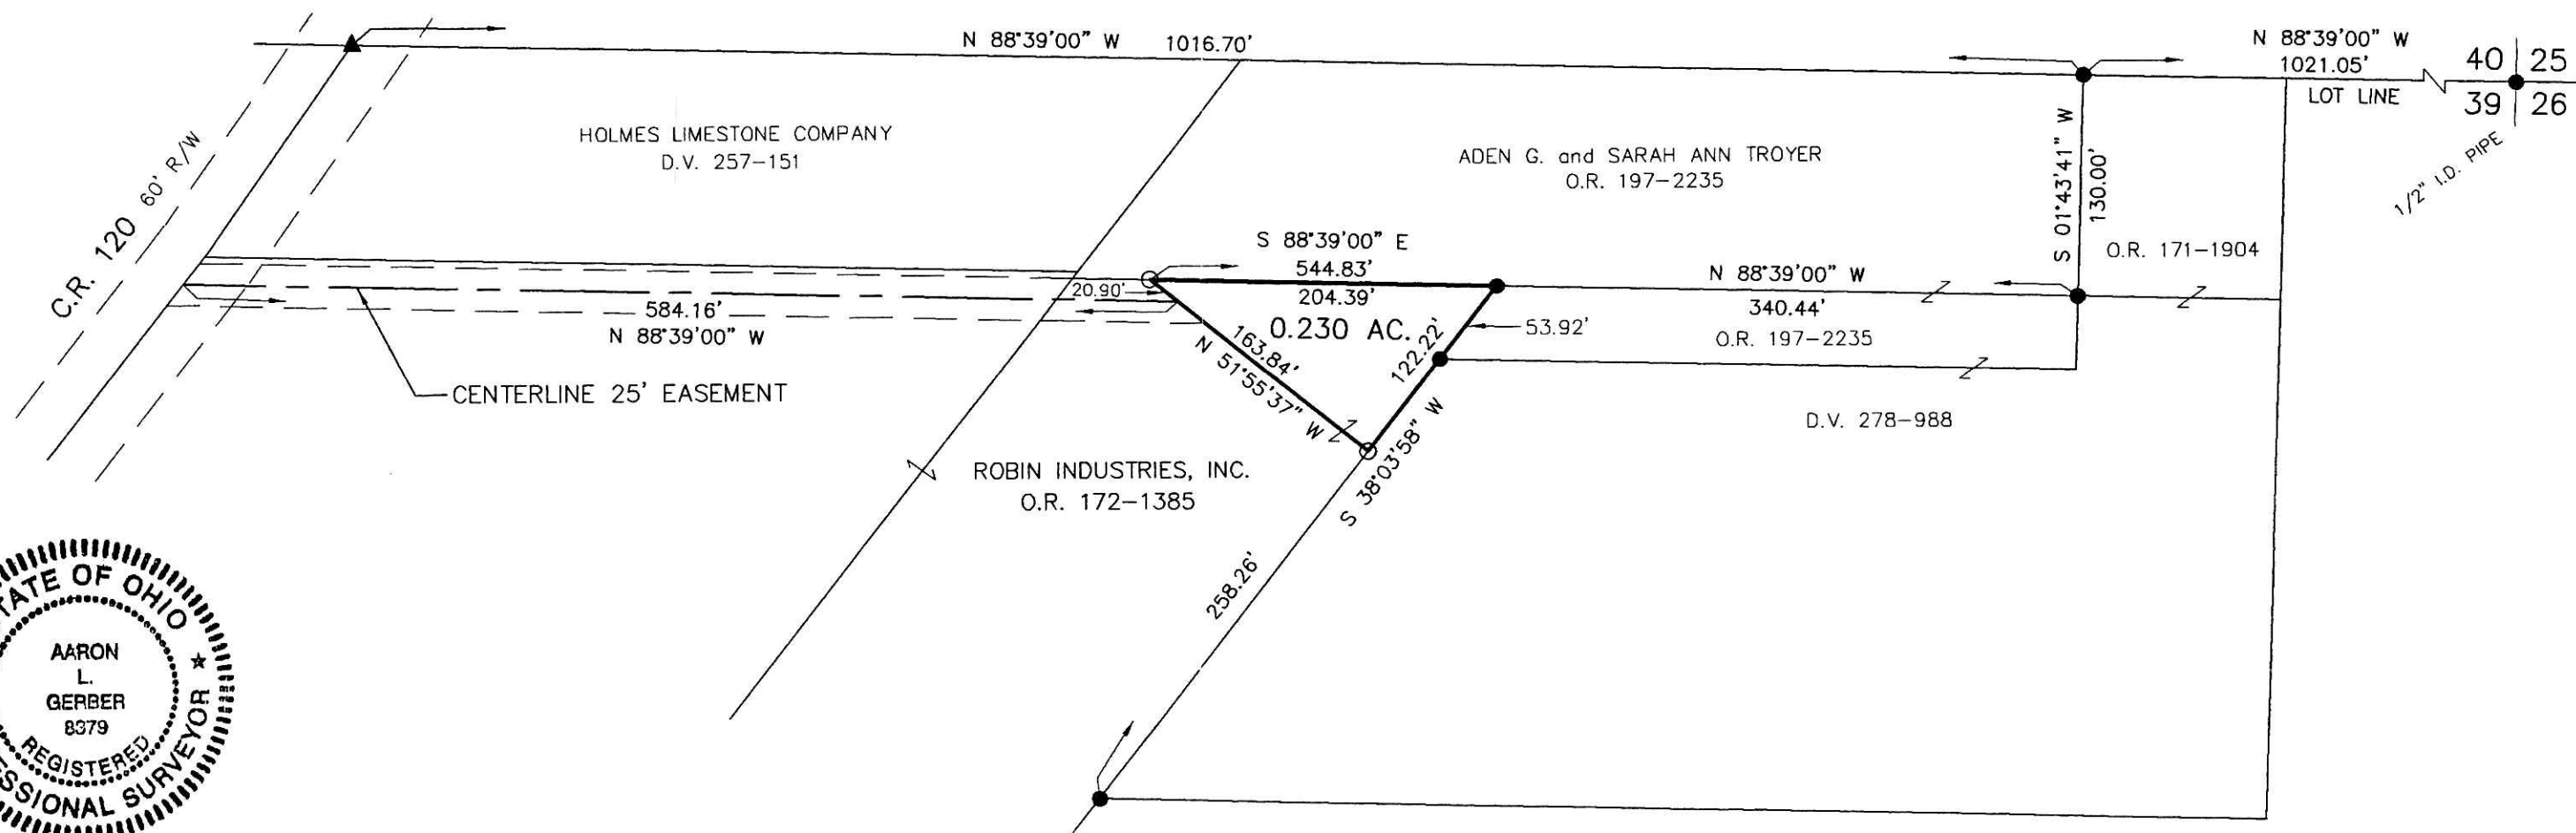 N 88°39'00" W 1016.70'
N 88°39'00" W
1021.05'
LOT LINE
40 25
39 26
1/2" I.D. PIPE
HOLMES LIMESTONE COMPANY
D.V. 257-151
ADEN G. and SARAH ANN TROYER
O.R. 197-2235
S 01°43'41" W
130.00'
O.R. 171-1904
C.R. 120 60' R/W
S 88°39'00" E
544.83'
204.39'
0.230 AC.
20.90'
584.16'
N 88°39'00" W
163.84'
N 51°55'37" W
122.22'
53.92'
N 88°39'00" W
340.44'
O.R. 197-2235
CENTERLINE 25' EASEMENT
D.V. 278-988
ROBIN INDUSTRIES, INC.
O.R. 172-1385
S 38°03'58" W
258.26'
OF OHIO
AARON
L.
GERBER
8379
REGISTERED
SURVEYOR